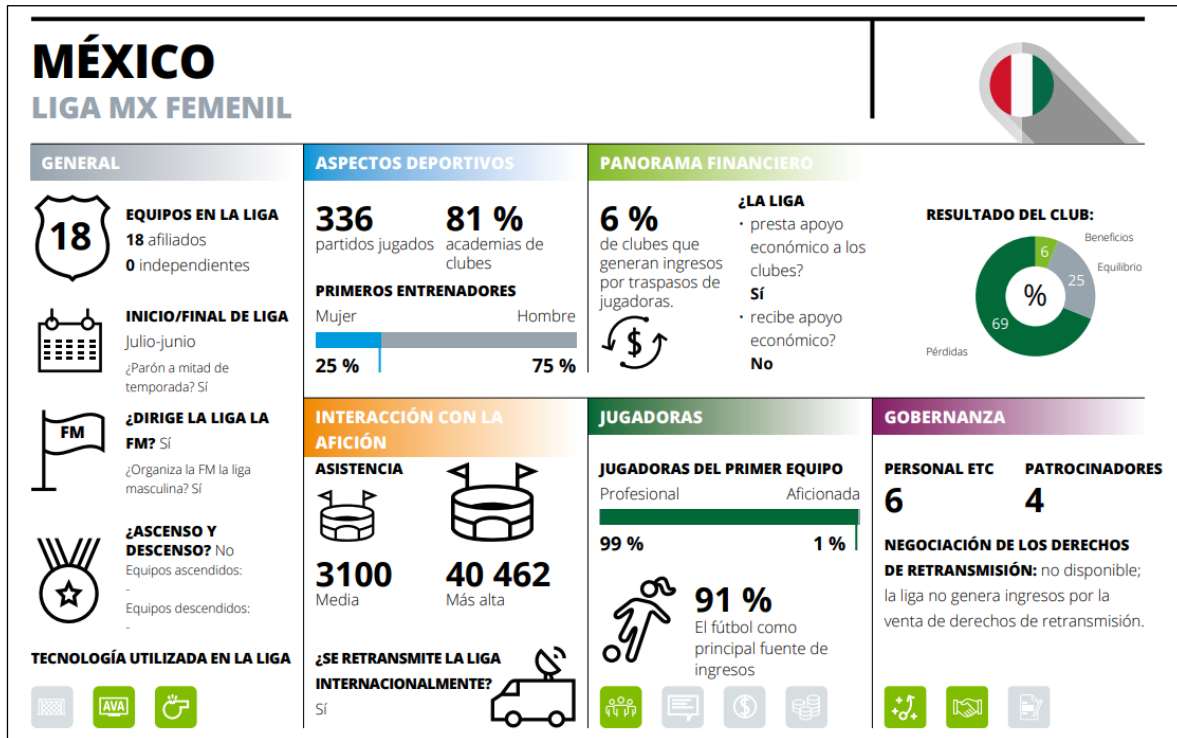 MÉXICO
LIGA MX FEMENIL
GENERAL
18
EQUIPOS EN LA LIGA
18 afiliados
0 independientes
INICIO/FINAL DE LIGA
Julio-junio
¿Parón a mitad de
temporada? Sí
FM
¿DIRIGE LA LIGA LA
FM? Sí
¿Organiza la FM la liga
masculina? Sí
¿ASCENSO Y
DESCENSO? No
Equipos ascendidos:
-
Equipos descendidos:
-
TECNOLOGÍA UTILIZADA EN LA LIGA
AVA
ASPECTOS DEPORTIVOS
336
partidos jugados
81 %
academias de
clubes
PRIMEROS ENTRENADORES
Mujer Hombre
25 % 75 %
PANORAMA FINANCIERO
6 %
de clubes que
generan ingresos
por traspasos de
jugadoras.
$
¿LA LIGA
• presta apoyo
económico a los
clubes?
Sí
• recibe apoyo
económico?
No
RESULTADO DEL CLUB:
Beneficios
6
Equilibrio
25
%
69
Pérdidas
INTERACCIÓN CON LA
AFICIÓN
ASISTENCIA
3100
Media
40 462
Más alta
¿SE RETRANSMITE LA LIGA
INTERNACIONALMENTE?
Sí
JUGADORAS
JUGADORAS DEL PRIMER EQUIPO
Profesional Aficionada
99 % 1 %
91 %
El fútbol como
principal fuente de
ingresos
$
GOBERNANZA
PERSONAL ETC
6
PATROCINADORES
4
NEGOCIACIÓN DE LOS DERECHOS
DE RETRANSMISIÓN: no disponible;
la liga no genera ingresos por la
venta de derechos de retransmisión.